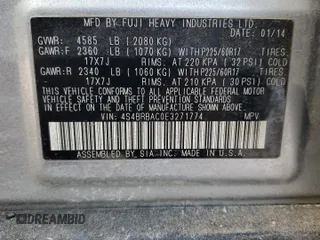 MFD. BY FUJI HEAVY INDUSTRIES LTD.
DATE: 01/14
GVWR: 4585 LB (2080 KG)
GAWR:F 2360 LB (1070 KG) WITH P225/60R17 TIRES,
17X7J RIMS, AT 220 KPA (32 PSI) COLD
GAWR:R 2340 LB (1060 KG) WITH P225/60R17 TIRES,
17X7J RIMS, AT 210 KPA (30 PSI) COLD
THIS VEHICLE CONFORMS TO ALL APPLICABLE FEDERAL MOTOR VEHICLE SAFETY STANDARDS IN EFFECT ON THE DATE OF MANUFACTURE SHOWN ABOVE.
VIN: 4S4BRBAC0E3271774 MPV
ASSEMBLED BY SIA-INC. MADE IN U.S.A.
DREAMBID